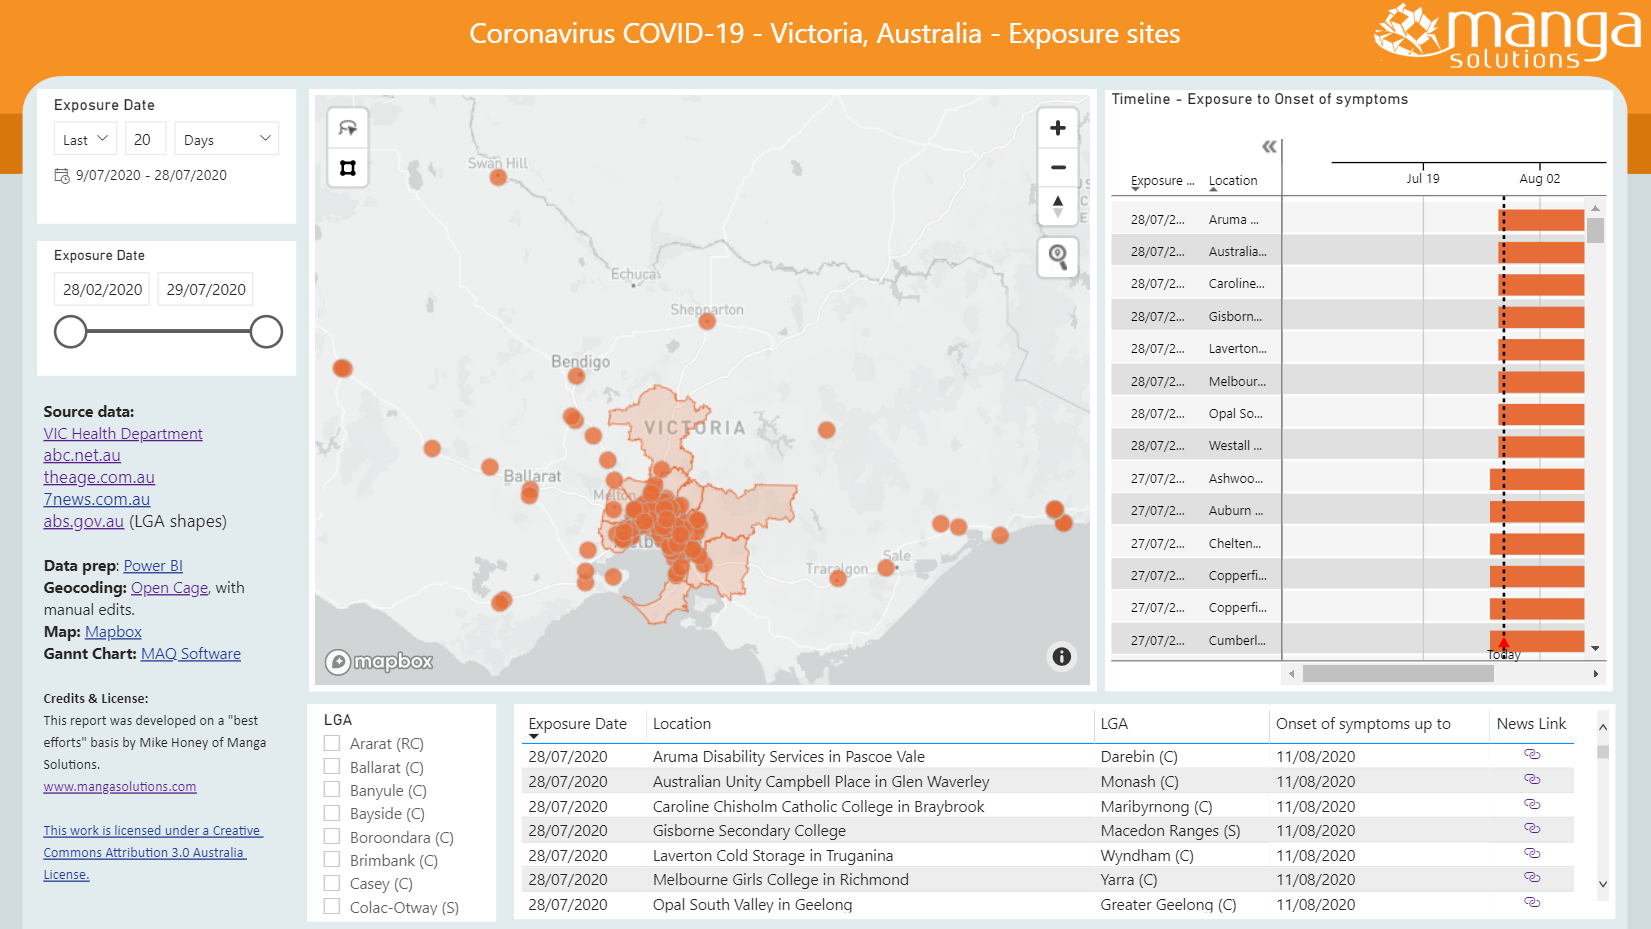 Coronavirus COVID-19 - Victoria, Australia - Exposure sites
manga
solutions
Exposure Date
Last
20
Days
9/07/2020 - 28/07/2020
Exposure Date
28/02/2020
29/07/2020
Source data:
VIC Health Department
abc.net.au
theage.com.au
7news.com.au
abs.gov.au (LGA shapes)
Data prep: Power BI
Geocoding: Open Cage, with
manual edits.
Map: Mapbox
Gannt Chart: MAQ Software
Credits & License:
This report was developed on a "best
efforts" basis by Mike Honey of Manga
Solutions.
www.mangasolutions.com
This work is licensed under a Creative
Commons Attribution 3.0 Australia
License.
Swan Hill
Echuca
Shepparton
Bendigo
VICTORIA
Ballarat
Sale
Traralgon
mapbox
Timeline - Exposure to Onset of symptoms
Jul 19 Aug 02
Exposure ... Location
28/07/2... Aruma ...
28/07/2... Australia...
28/07/2... Caroline...
28/07/2... Gisborn...
28/07/2... Laverton...
28/07/2... Melbour...
28/07/2... Opal So...
28/07/2... Westall ...
27/07/2... Ashwoo...
27/07/2... Auburn ...
27/07/2... Chelten...
27/07/2... Copperfi...
27/07/2... Copperfi...
27/07/2... Cumberl...
Today
LGA
Ararat (RC)
Ballarat (C)
Banyule (C)
Bayside (C)
Boroondara (C)
Brimbank (C)
Casey (C)
Colac-Otway (S)
Exposure Date Location LGA Onset of symptoms up to News Link
28/07/2020 Aruma Disability Services in Pascoe Vale Darebin (C) 11/08/2020
28/07/2020 Australian Unity Campbell Place in Glen Waverley Monash (C) 11/08/2020
28/07/2020 Caroline Chisholm Catholic College in Braybrook Maribyrnong (C) 11/08/2020
28/07/2020 Gisborne Secondary College Macedon Ranges (S) 11/08/2020
28/07/2020 Laverton Cold Storage in Truganina Wyndham (C) 11/08/2020
28/07/2020 Melbourne Girls College in Richmond Yarra (C) 11/08/2020
28/07/2020 Opal South Valley in Geelong Greater Geelong (C) 11/08/2020